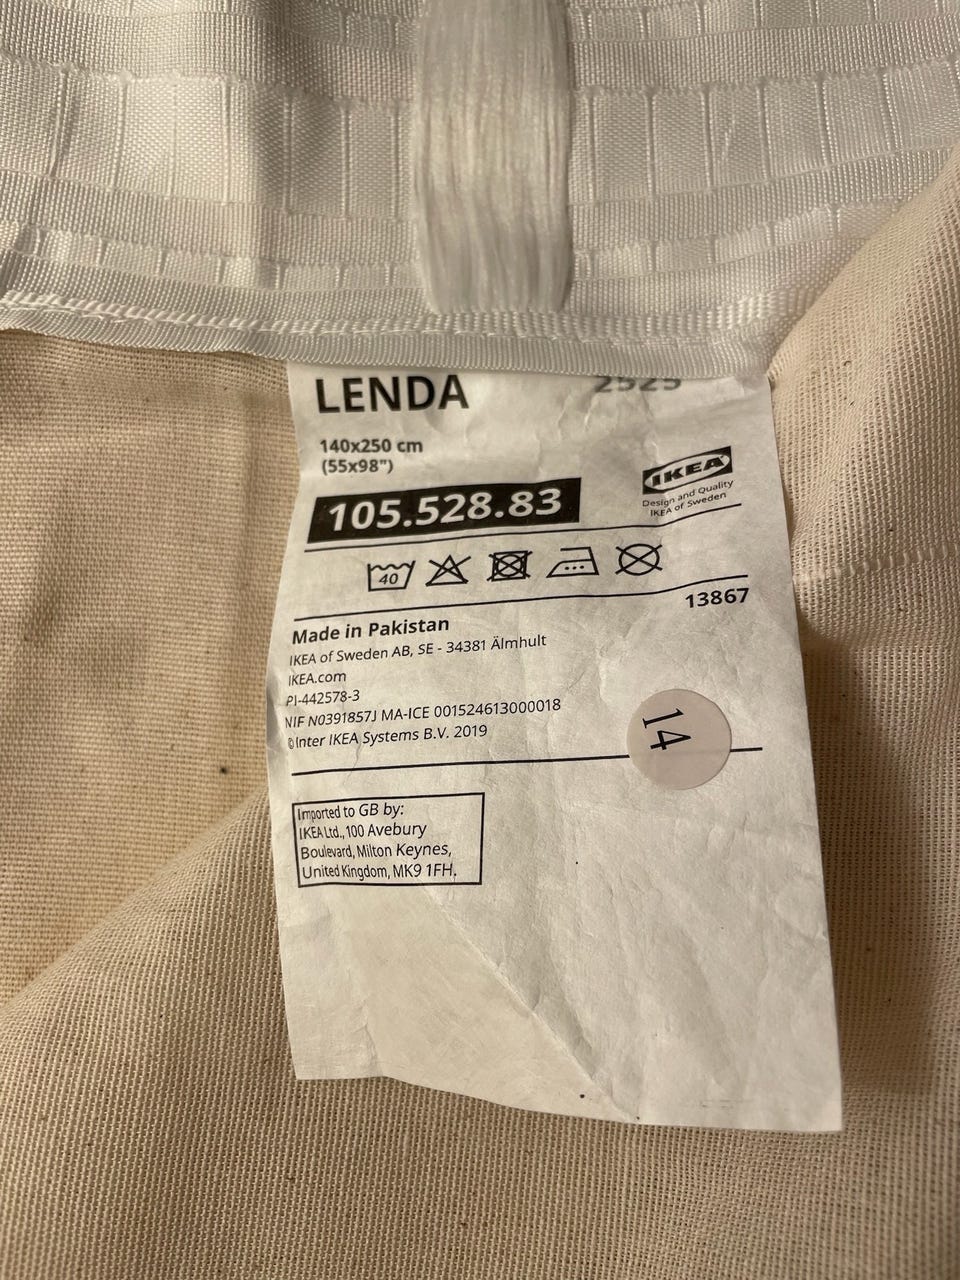 LENDA
2525
140x250 cm
(55x98")
IKEA
Design and Quality
IKEA of Sweden
105.528.83
40
13867
Made in Pakistan
IKEA of Sweden AB, SE - 34381 Älmhult
IKEA.com
PI-442578-3
NIF N0391857J MA-ICE 001524613000018
© Inter IKEA Systems B.V. 2019
14
Imported to GB by:
IKEA Ltd., 100 Avebury
Boulevard, Milton Keynes,
United Kingdom, MK9 1FH.